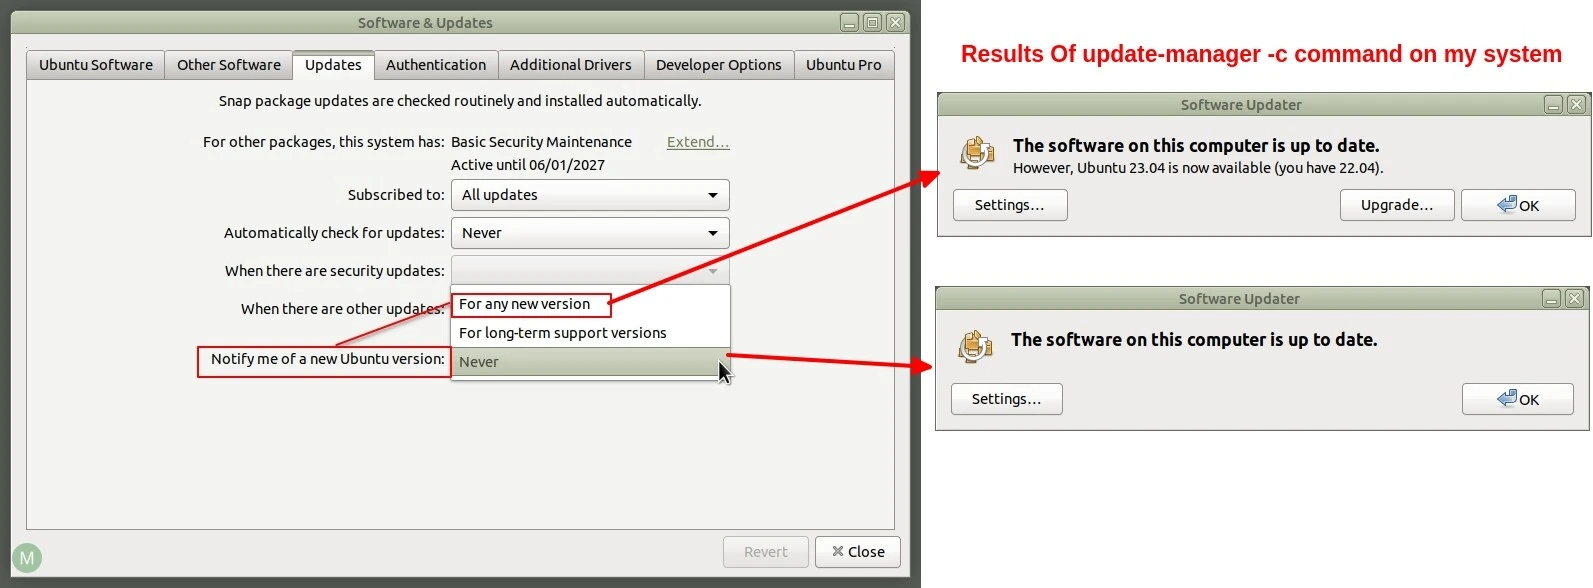 Software & Updates
Ubuntu Software
Other Software
Updates
Authentication
Additional Drivers
Developer Options
Ubuntu Pro
Snap package updates are checked routinely and installed automatically.
For other packages, this system has: Basic Security Maintenance Extend...
Active until 06/01/2027
Subscribed to: All updates
Automatically check for updates: Never
When there are security updates:
When there are other updates:
For any new version
For long-term support versions
Notify me of a new Ubuntu version: Never
Revert
Close
M
Results Of update-manager -c command on my system
Software Updater
The software on this computer is up to date.
However, Ubuntu 23.04 is now available (you have 22.04).
Settings...
Upgrade...
OK
Software Updater
The software on this computer is up to date.
Settings...
OK